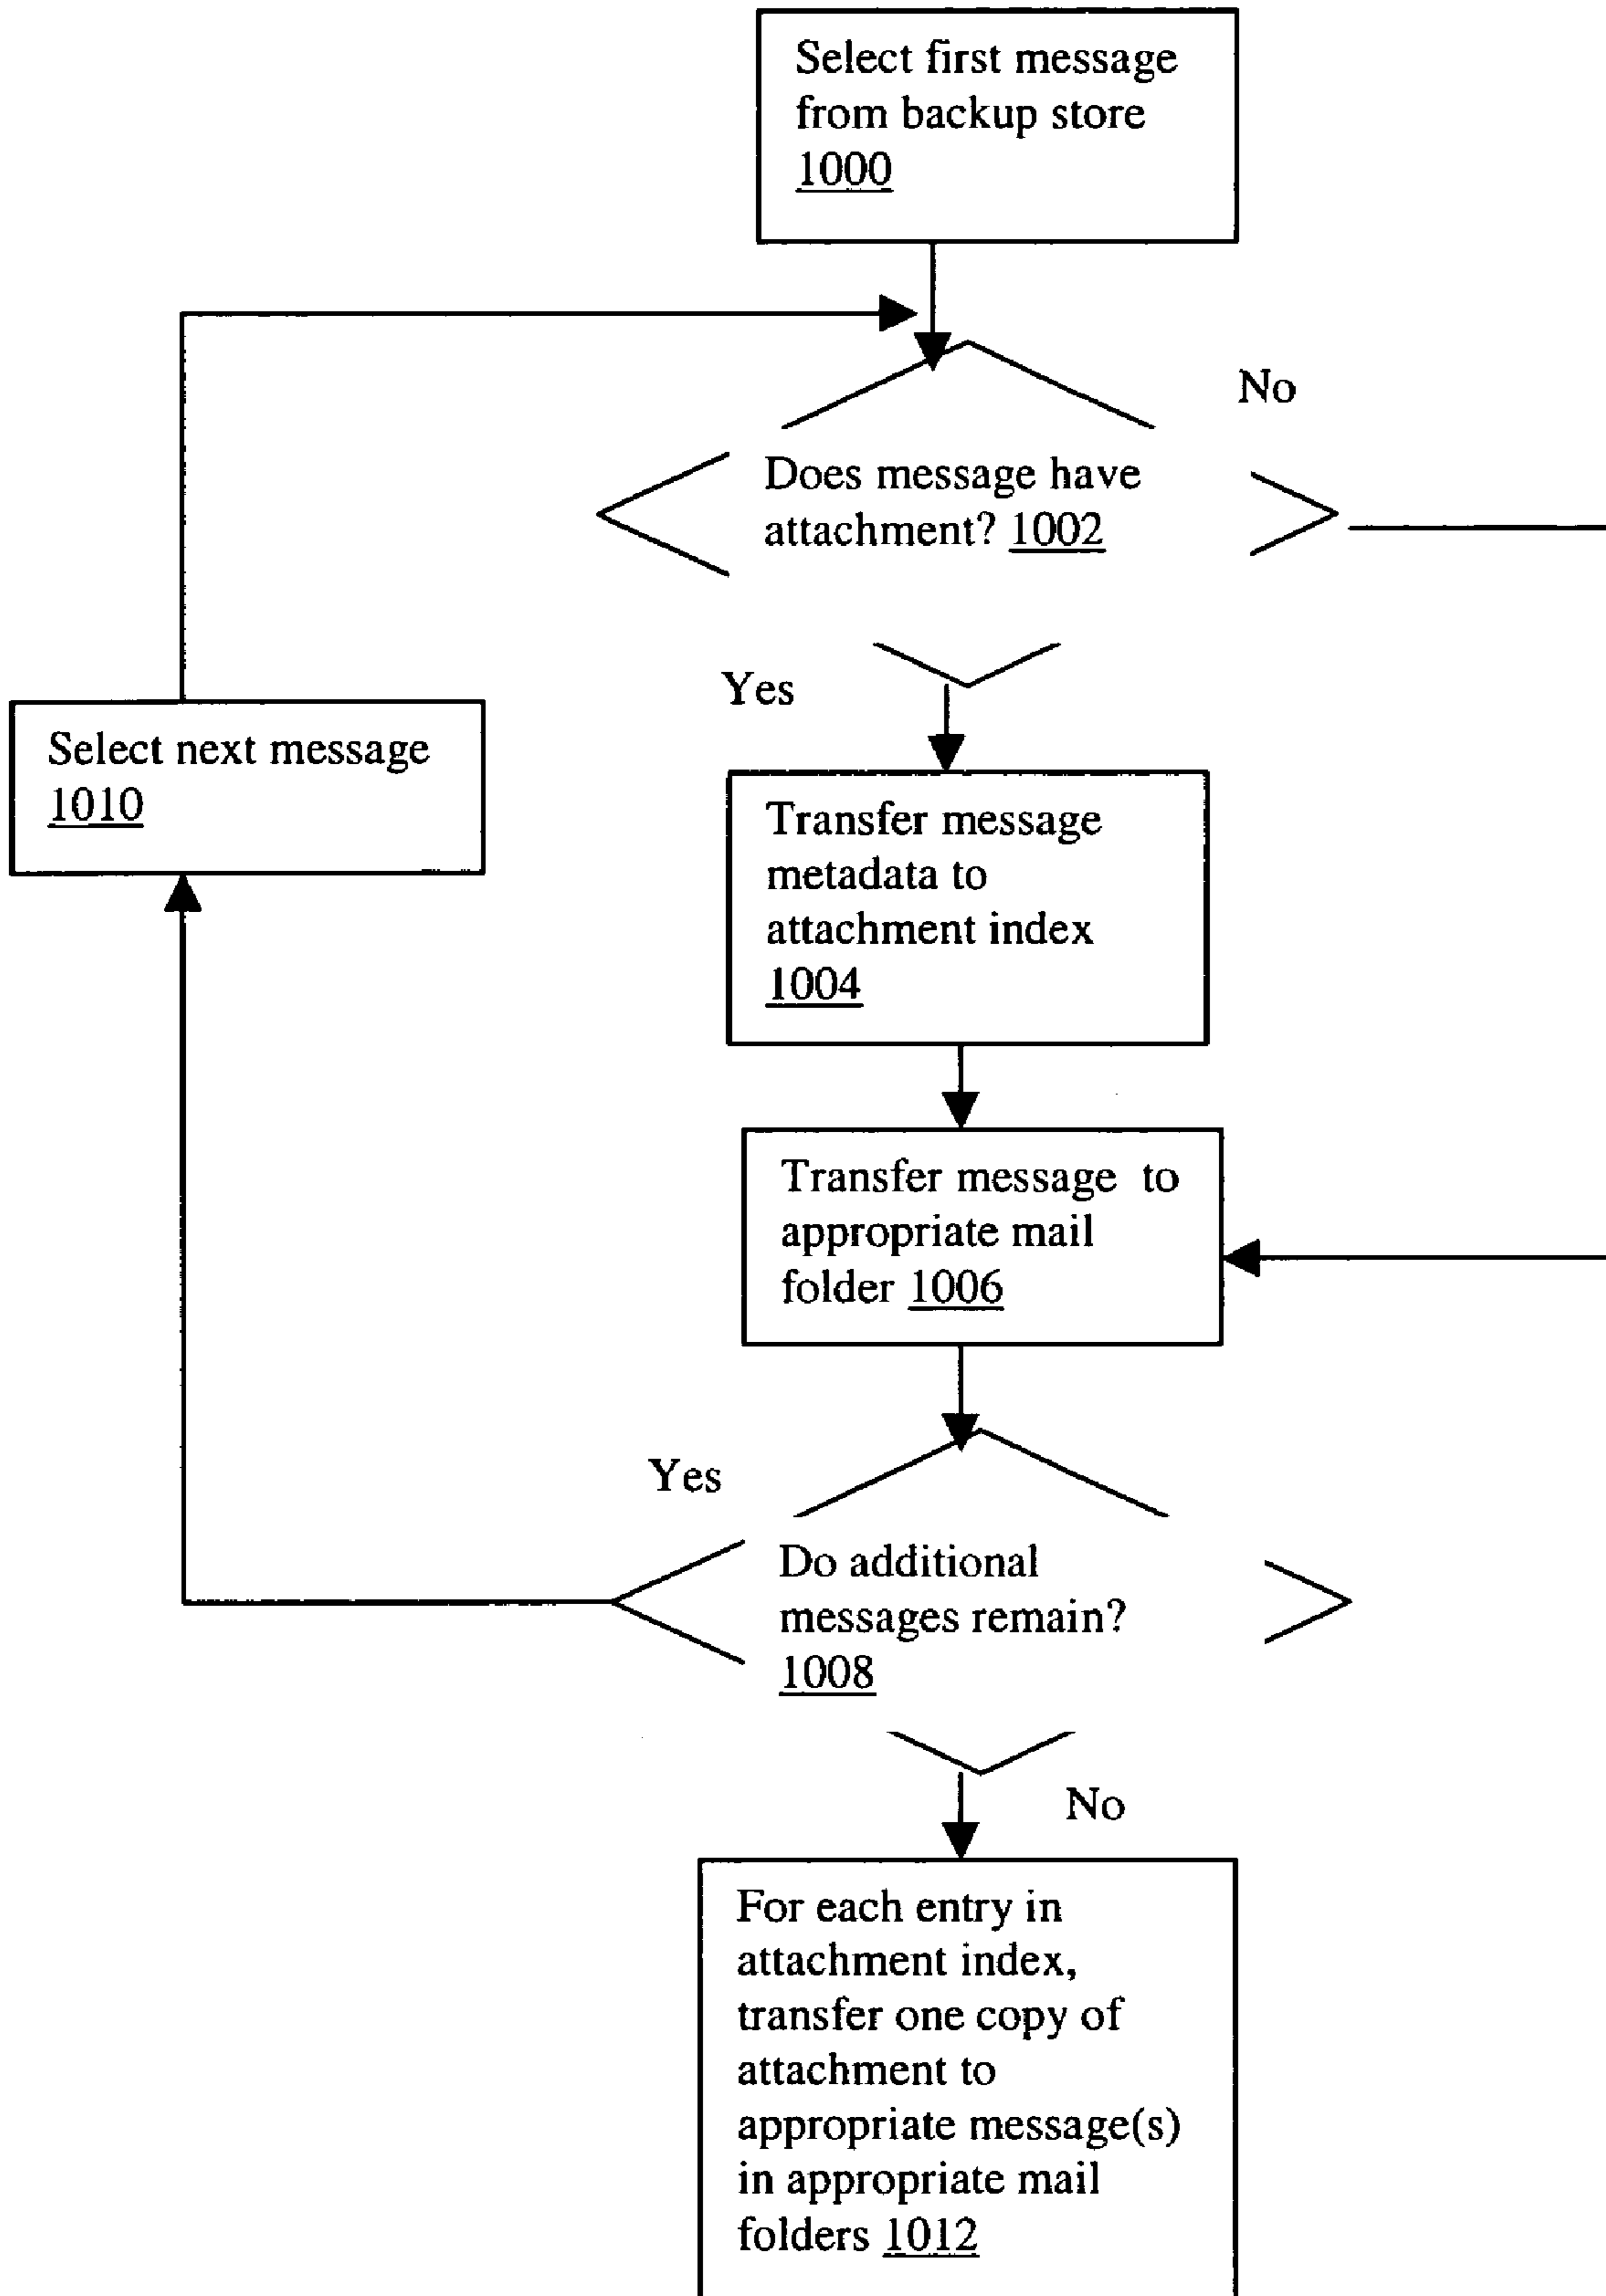 Select first message
from backup store
1000
No
Does message have
attachment? 1002
Yes
Select next message
1010
Transfer message
metadata to
attachment index
1004
Transfer message to
appropriate mail
folder 1006
Yes
Do additional
messages remain?
1008
No
For each entry in
attachment index,
transfer one copy of
attachment to
appropriate message(s)
in appropriate mail
folders 1012